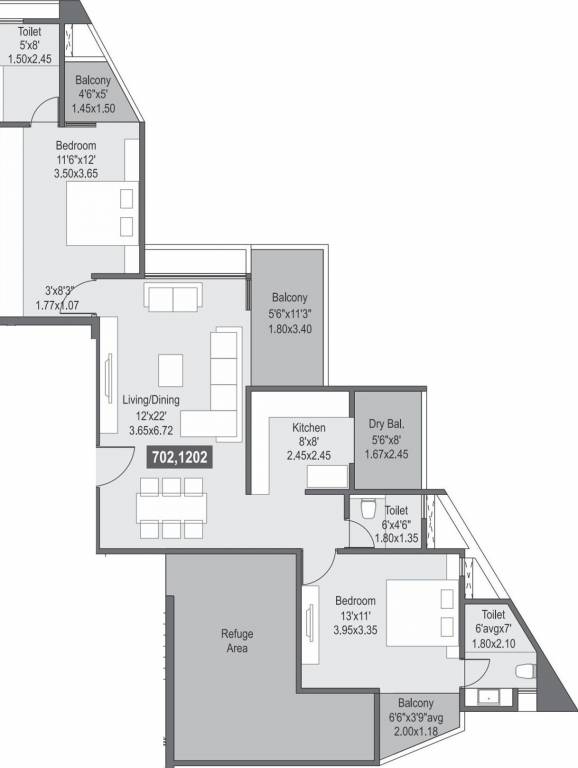 Toilet
5'x8'
1.50x2.45
Balcony
4'6"x5'
1.45x1.50
Bedroom
11'6"x12'
3.50x3.65
3'x8'3"
1.77x1.07
Balcony
5'6"x11'3"
1.80x3.40
Living/Dining
12'x22'
3.65x6.72
702,1202
Kitchen
8'x8'
2.45x2.45
Dry Bal.
5'6"x8'
1.67x2.45
Toilet
6'x4'6"
1.80x1.35
Bedroom
13'x11'
3.95x3.35
Toilet
6'avgx7'
1.80x2.10
Refuge
Area
Balcony
6'6"x3'9"avg
2.00x1.18